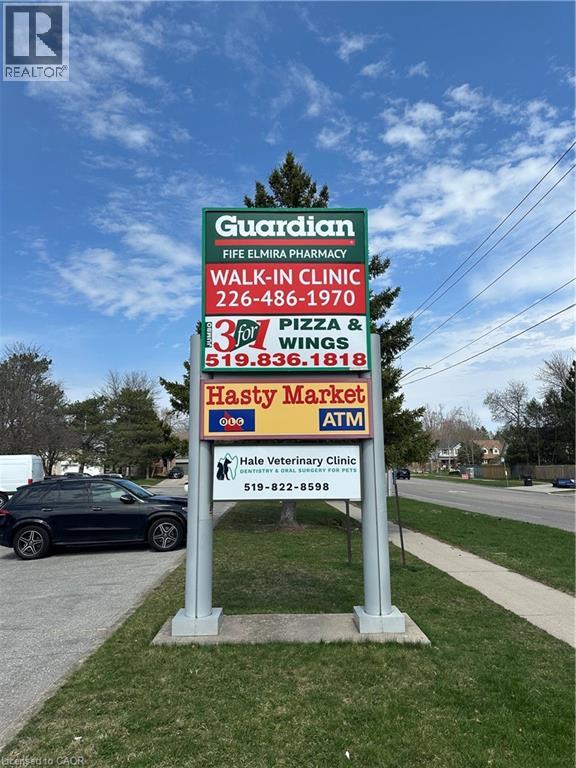 R
REALTOR®
Guardian
FIFE ELMIRA PHARMACY
WALK-IN CLINIC
226-486-1970
JUMBO 3 for 1 PIZZA & WINGS
519.836.1818
Hasty Market
OLG ATM
Hale Veterinary Clinic
DENTISTRY & ORAL SURGERY FOR PETS
519-822-8598
Licensed to CAOR